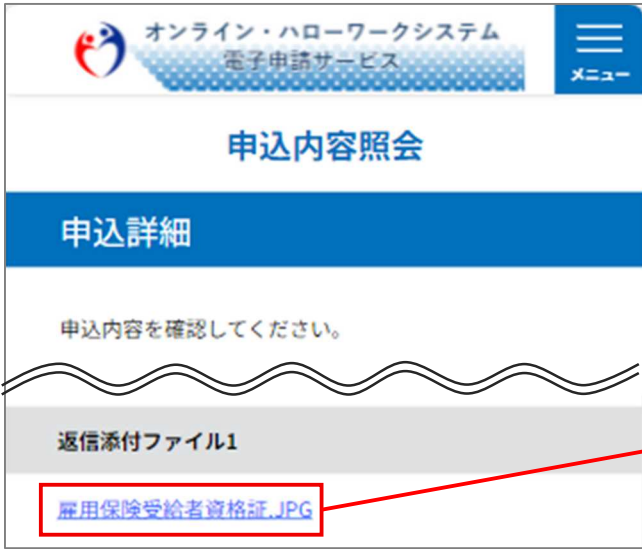 オンライン・ハローワークシステム
電子申請サービス
メニュー
申込内容照会
申込詳細
申込内容を確認してください。
返信添付ファイル1
雇用保険受給者資格証.JPG